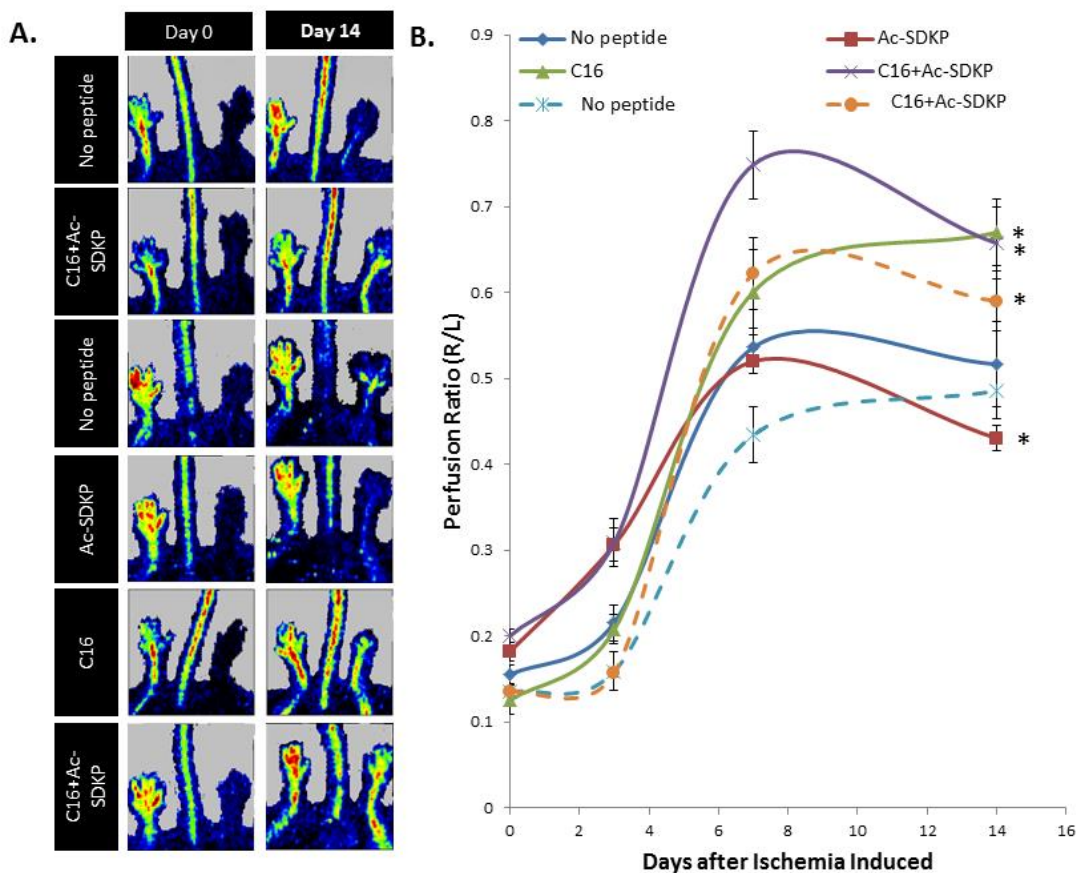 A.
Day 0
Day 14
No peptide
C16+Ac-
SDKP
No peptide
Ac-SDKP
C16
C16+Ac-
SDKP
B.
No peptide
Ac-SDKP
C16
C16+Ac-SDKP
No peptide
C16+Ac-SDKP
Perfusion Ratio (R/L)
0.9
0.8
0.7
0.6
0.5
0.4
0.3
0.2
0.1
0
*
*
*
*
0 2 4 6 8 10 12 14 16
Days after Ischemia Induced